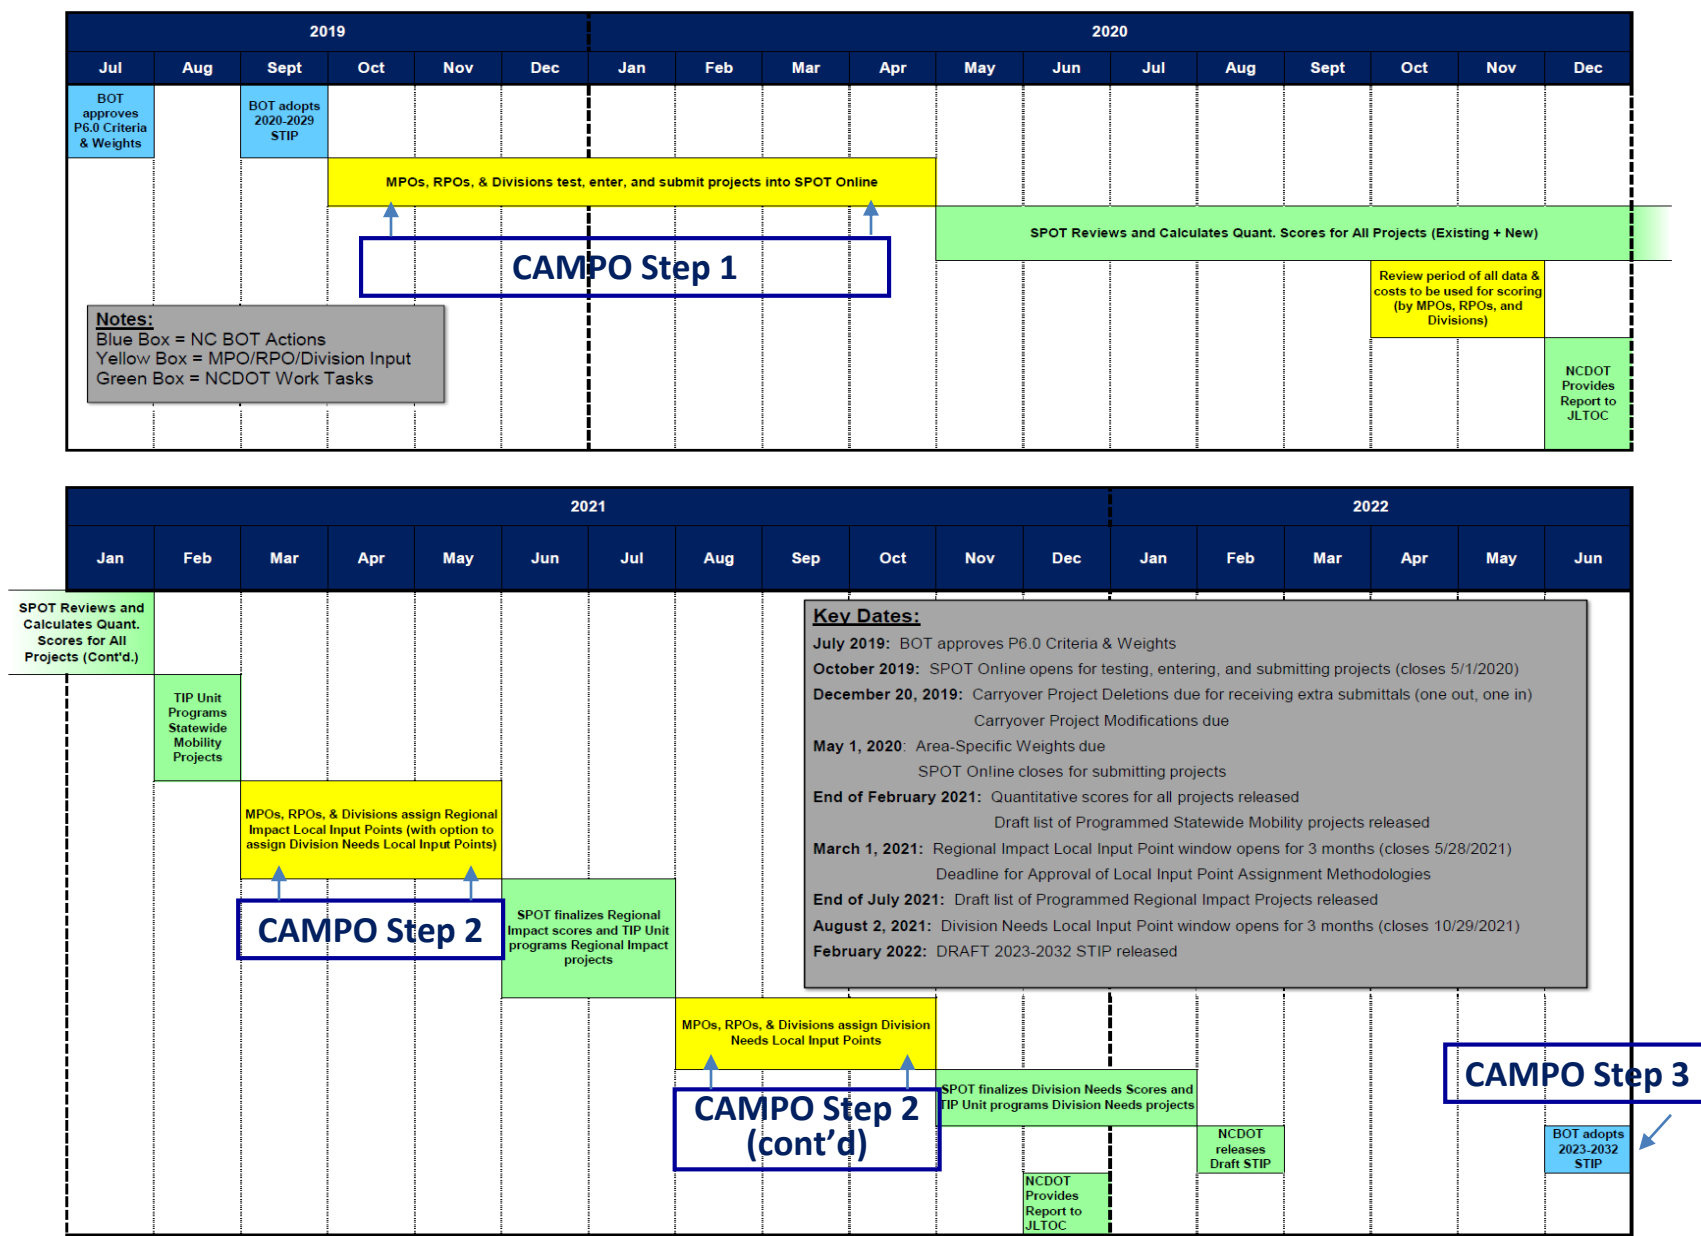 2019 2020
Jul Aug Sept Oct Nov Dec Jan Feb Mar Apr May Jun Jul Aug Sept Oct Nov Dec
BOT
approves
P6.0 Criteria
& Weights
BOT adopts
2020-2029
STIP
MPOs, RPOs, & Divisions test, enter, and submit projects into SPOT Online
SPOT Reviews and Calculates Quant. Scores for All Projects (Existing + New)
CAMPO Step 1
Review period of all data &
costs to be used for scoring
(by MPOs, RPOs, and
Divisions)
Notes:
Blue Box = NC BOT Actions
Yellow Box = MPO/RPO/Division Input
Green Box = NCDOT Work Tasks
NCDOT
Provides
Report to
JLTOC
2021 2022
Jan Feb Mar Apr May Jun Jul Aug Sep Oct Nov Dec Jan Feb Mar Apr May Jun
SPOT Reviews and
Calculates Quant.
Scores for All
Projects (Cont'd.)
TIP Unit
Programs
Statewide
Mobility
Projects
Key Dates:
July 2019: BOT approves P6.0 Criteria & Weights
October 2019: SPOT Online opens for testing, entering, and submitting projects (closes 5/1/2020)
December 20, 2019: Carryover Project Deletions due for receiving extra submittals (one out, one in)
Carryover Project Modifications due
May 1, 2020: Area-Specific Weights due
SPOT Online closes for submitting projects
End of February 2021: Quantitative scores for all projects released
Draft list of Programmed Statewide Mobility projects released
March 1, 2021: Regional Impact Local Input Point window opens for 3 months (closes 5/28/2021)
Deadline for Approval of Local Input Point Assignment Methodologies
End of July 2021: Draft list of Programmed Regional Impact Projects released
August 2, 2021: Division Needs Local Input Point window opens for 3 months (closes 10/29/2021)
February 2022: DRAFT 2023-2032 STIP released
MPOs, RPOs, & Divisions assign Regional
Impact Local Input Points (with option to
assign Division Needs Local Input Points)
CAMPO Step 2
SPOT finalizes Regional
Impact scores and TIP Unit
programs Regional Impact
projects
MPOs, RPOs, & Divisions assign Division
Needs Local Input Points
CAMPO Step 2
(cont'd)
SPOT finalizes Division Needs Scores and
TIP Unit programs Division Needs projects
CAMPO Step 3
NCDOT
releases
Draft STIP
BOT adopts
2023-2032
STIP
NCDOT
Provides
Report to
JLTOC